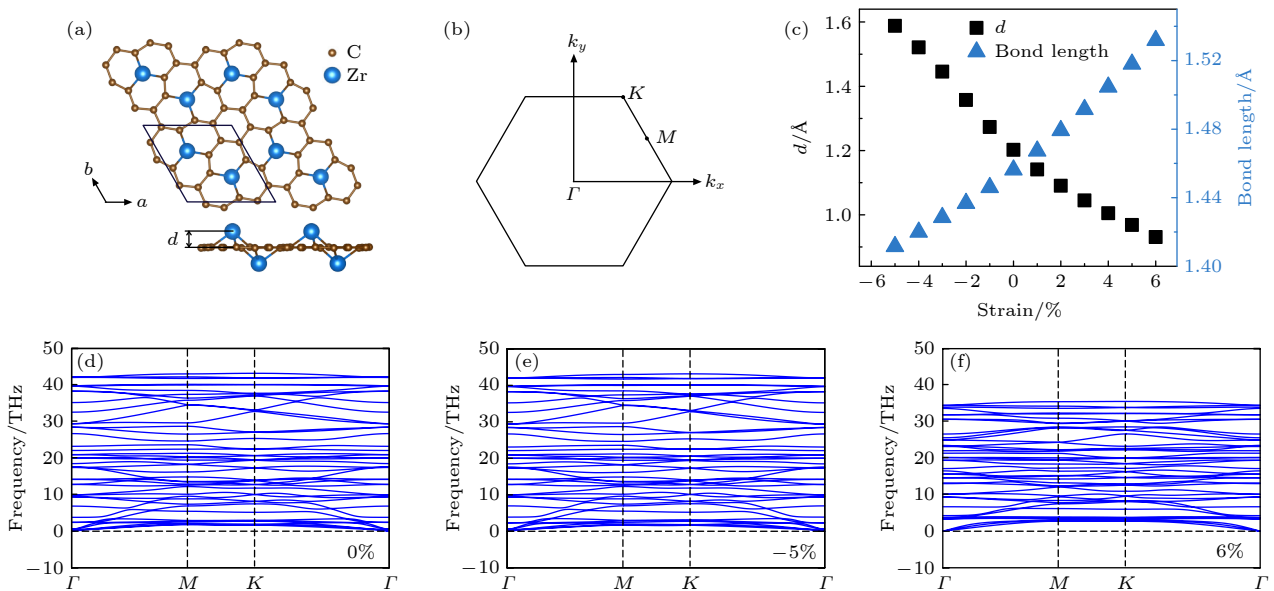 (a)
C
Zr
b
a
d
(b)
k_y
K
M
Γ
k_x
(c)
d
Bond length
1.6
1.4
1.2
1.0
d/Å
1.52
1.48
1.44
1.40
Bond length/Å
−6 −4 −2 0 2 4 6
Strain/%
(d)
50
40
30
20
10
0
−10
Frequency/THz
0%
Γ M K Γ
(e)
50
40
30
20
10
0
−10
Frequency/THz
−5%
Γ M K Γ
(f)
50
40
30
20
10
0
−10
Frequency/THz
6%
Γ M K Γ